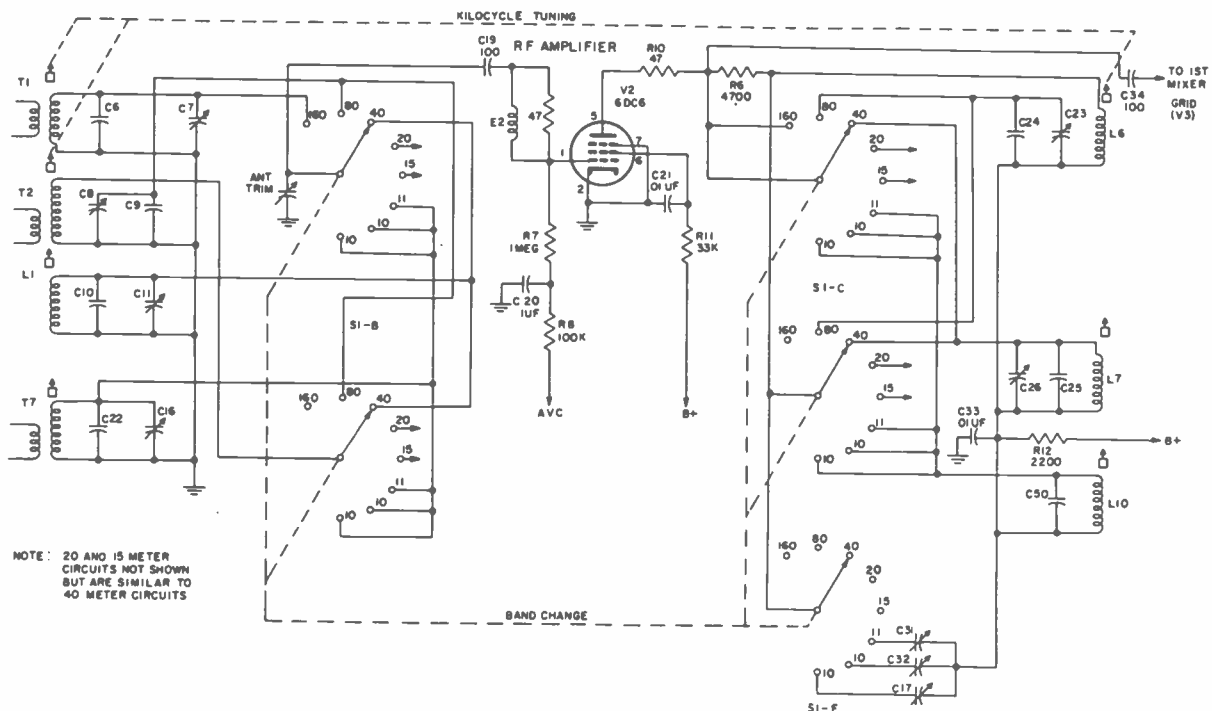 KILOCYCLE TUNING
RF AMPLIFIER
T1
C6
C7
160
80
40
20
15
11
10
10
C19
100
E2
47
ANT
TRIM
R7
1MEG
C20
1UF
R8
100K
AVC
V2
6DC6
5
7
6
1
2
C21
.01UF
R11
33K
B+
R10
47
R6
4700
160
80
40
20
15
11
10
10
C24
C23
L6
C34
100
TO 1ST
MIXER
GRID
(V3)
T2
C8
C9
L1
C10
C11
S1-B
T7
C22
C16
160
80
40
20
15
11
10
10
S1-C
160
80
40
20
15
11
10
10
C26
C25
L7
C33
.01UF
R12
2200
B+
C50
L10
NOTE: 20 AND 15 METER
CIRCUITS NOT SHOWN
BUT ARE SIMILAR TO
40 METER CIRCUITS
BAND CHANGE
160
80
40
20
15
11
10
10
C31
C32
C17
S1-F